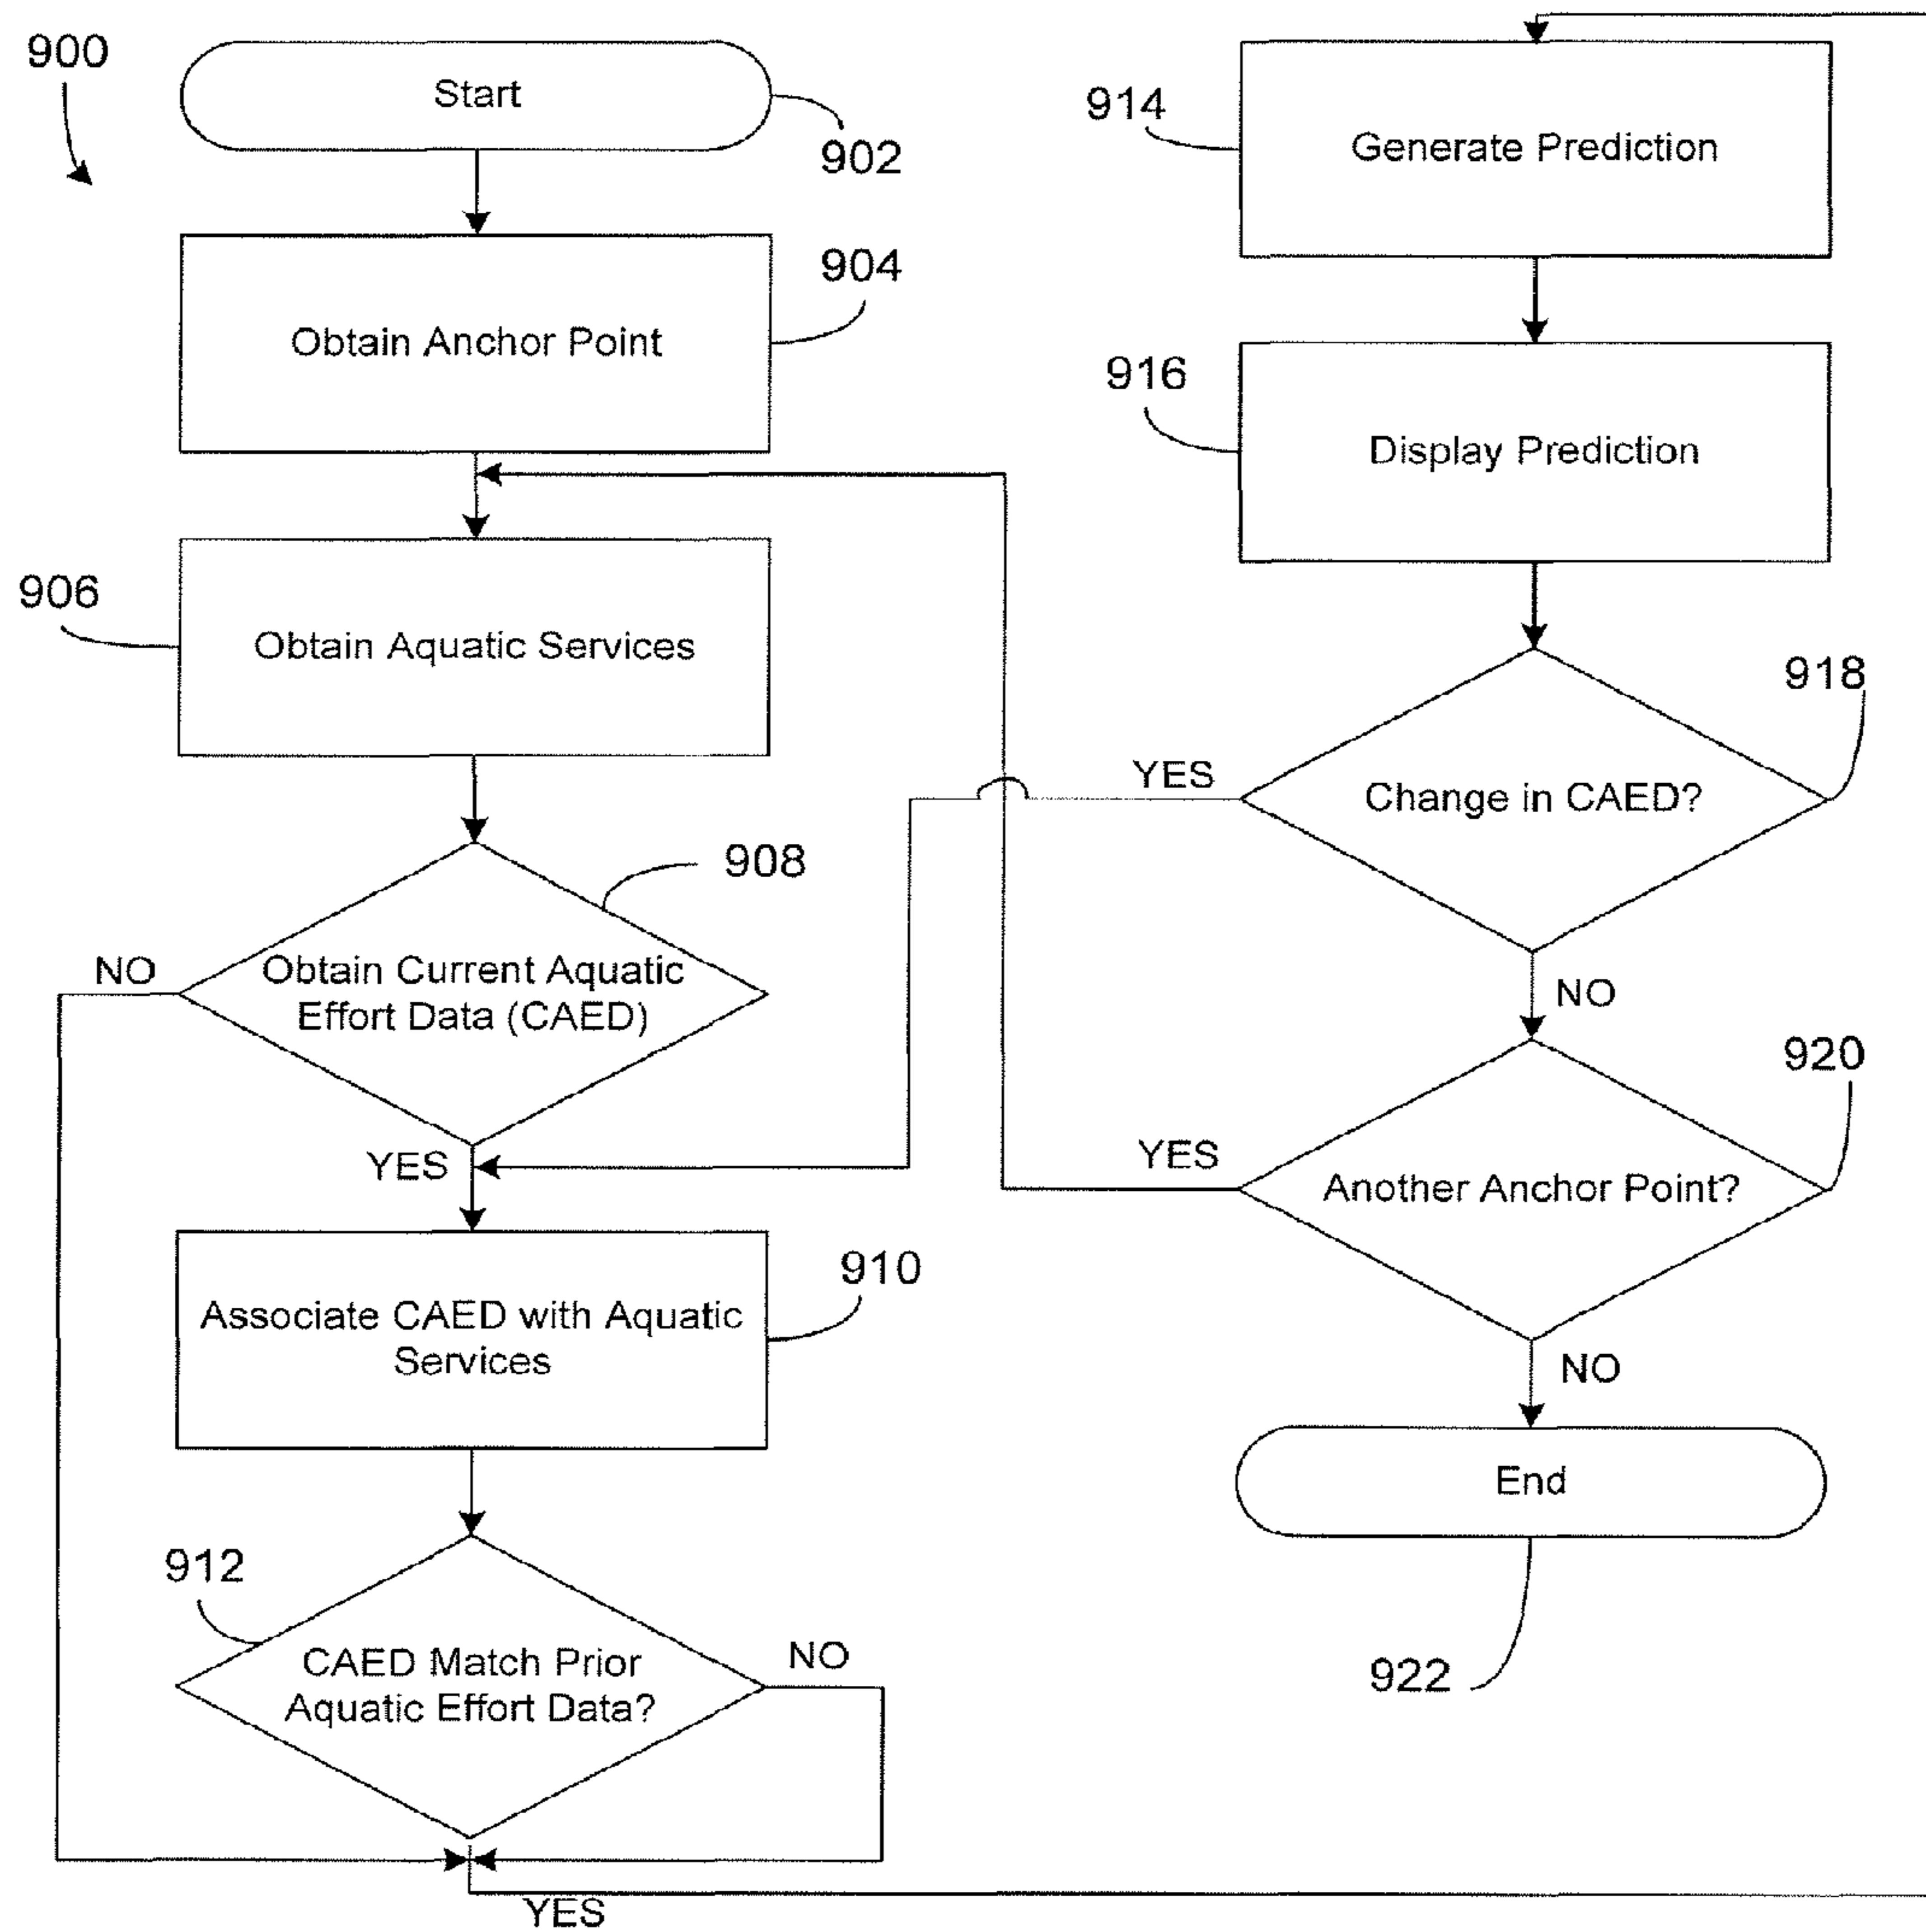 900
Start
902
Obtain Anchor Point
904
Obtain Aquatic Services
906
Obtain Current Aquatic
Effort Data (CAED)
908
NO
YES
Associate CAED with Aquatic
Services
910
CAED Match Prior
Aquatic Effort Data?
912
NO
YES
Generate Prediction
914
Display Prediction
916
Change in CAED?
918
YES
NO
Another Anchor Point?
920
YES
NO
End
922